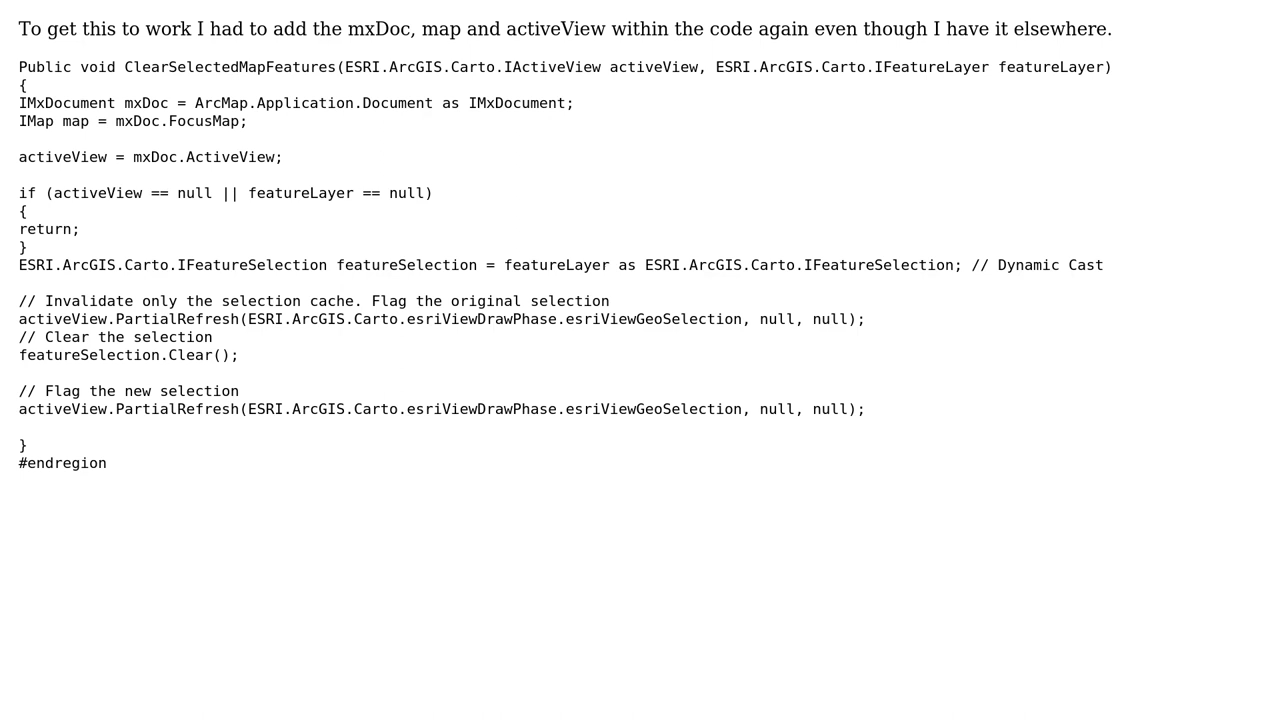 To get this to work I had to add the mxDoc, map and activeView within the code again even though I have it elsewhere.
Public void ClearSelectedMapFeatures(ESRI.ArcGIS.Carto.IActiveView activeView, ESRI.ArcGIS.Carto.IFeatureLayer featureLayer)
{
IMxDocument mxDoc = ArcMap.Application.Document as IMxDocument;
IMap map = mxDoc.FocusMap;
activeView = mxDoc.ActiveView;
if (activeView == null || featureLayer == null)
{
return;
}
ESRI.ArcGIS.Carto.IFeatureSelection featureSelection = featureLayer as ESRI.ArcGIS.Carto.IFeatureSelection; // Dynamic Cast
// Invalidate only the selection cache. Flag the original selection
activeView.PartialRefresh(ESRI.ArcGIS.Carto.esriViewDrawPhase.esriViewGeoSelection, null, null);
// Clear the selection
featureSelection.Clear();
// Flag the new selection
activeView.PartialRefresh(ESRI.ArcGIS.Carto.esriViewDrawPhase.esriViewGeoSelection, null, null);
}
#endregion